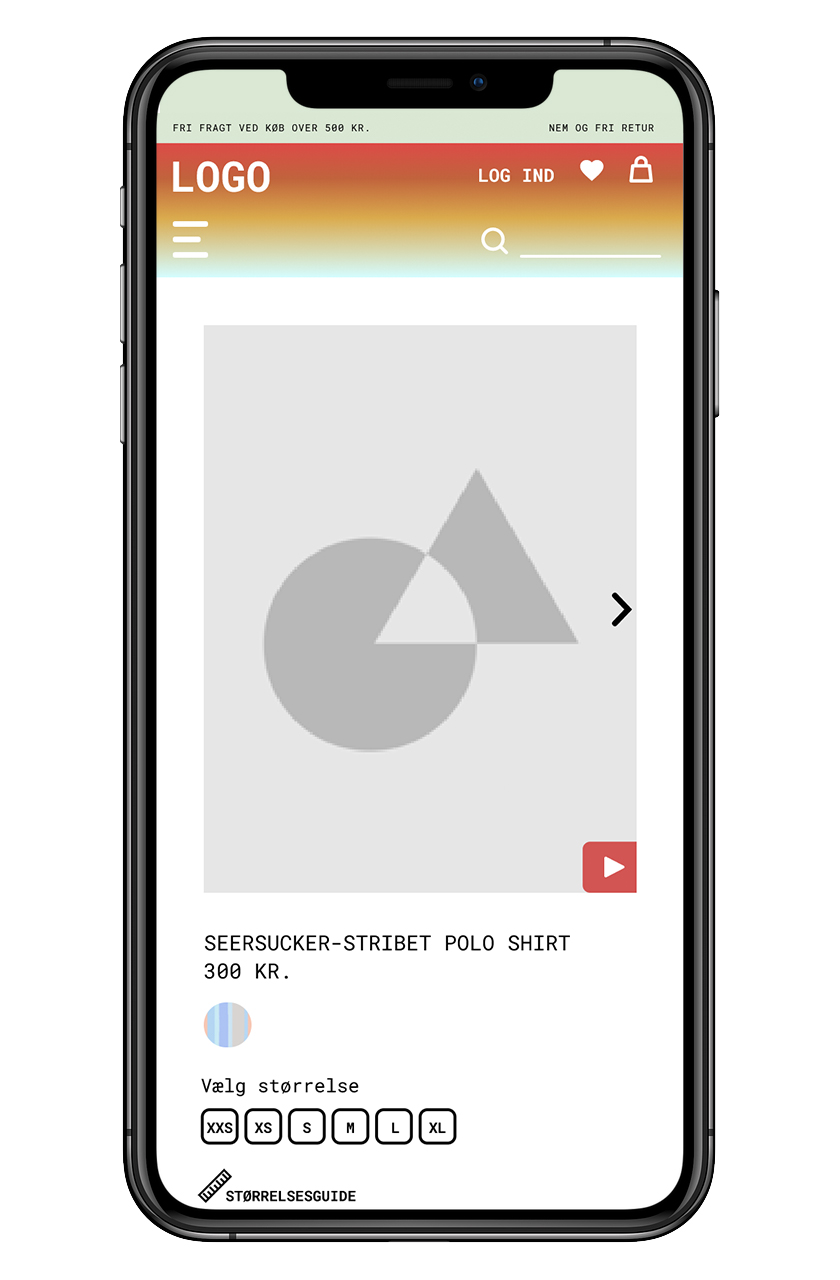 FRI FRAGT VED KØB OVER 500 KR. NEM OG FRI RETUR
LOGO LOG IND
SEERSUCKER-STRIBET POLO SHIRT
300 KR.
Vælg størrelse
XXS XS S M L XL
STØRRELSESGUIDE